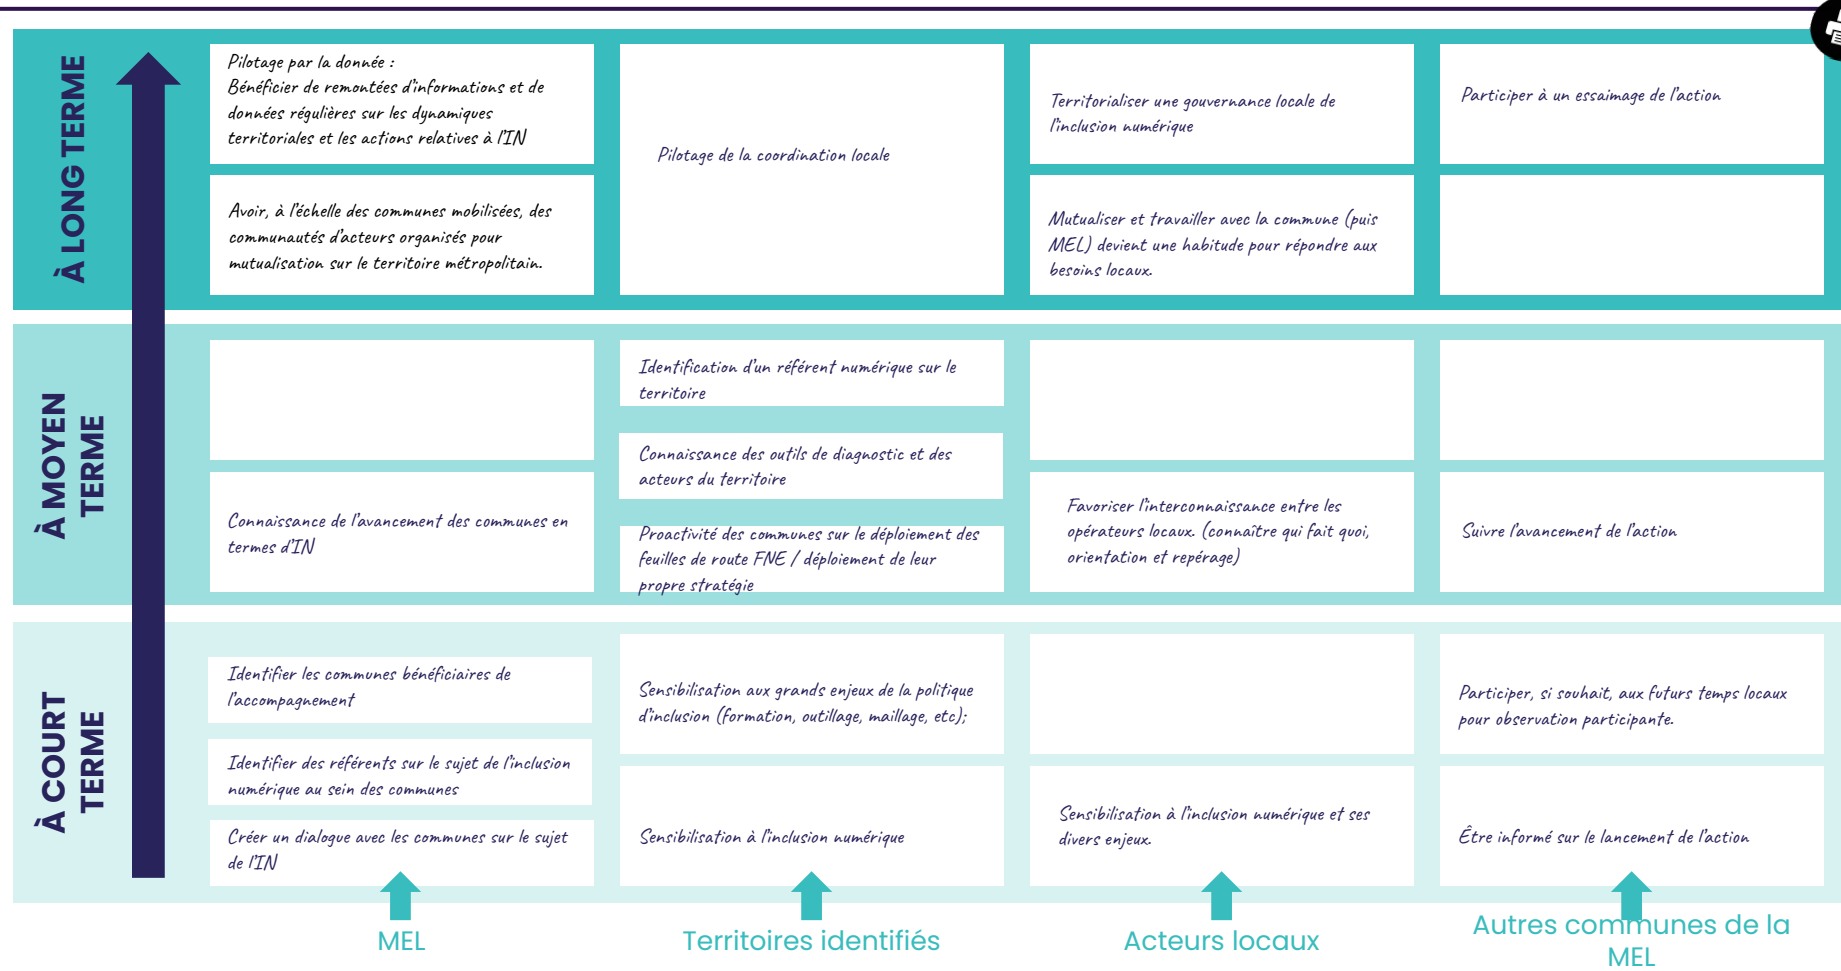 À LONG TERME
Pilotage par la donnée :
Bénéficier de remontées d'informations et de
données régulières sur les dynamiques
territoriales et les actions relatives à l'IN
Avoir, à l'échelle des communes mobilisées, des
communautés d'acteurs organisés pour
mutualisation sur le territoire métropolitain.
Pilotage de la coordination locale
Territorialiser une gouvernance locale de
l'inclusion numérique
Mutualiser et travailler avec la commune (puis
MEL) devient une habitude pour répondre aux
besoins locaux.
Participer à un essaimage de l'action
À MOYEN
TERME
Connaissance de l'avancement des communes en
termes d'IN
Identification d'un référent numérique sur le
territoire
Connaissance des outils de diagnostic et des
acteurs du territoire
Proactivité des communes sur le déploiement des
feuilles de route FNE / déploiement de leur
propre stratégie
Favoriser l'interconnaissance entre les
opérateurs locaux. (connaître qui fait quoi,
orientation et repérage)
Suivre l'avancement de l'action
À COURT
TERME
Identifier les communes bénéficiaires de
l'accompagnement
Identifier des référents sur le sujet de l'inclusion
numérique au sein des communes
Créer un dialogue avec les communes sur le sujet
de l'IN
Sensibilisation aux grands enjeux de la politique
d'inclusion (formation, outillage, maillage, etc);
Sensibilisation à l'inclusion numérique
Sensibilisation à l'inclusion numérique et ses
divers enjeux.
Participer, si souhait, aux futurs temps locaux
pour observation participante.
Être informé sur le lancement de l'action
MEL
Territoires identifiés
Acteurs locaux
Autres communes de la
MEL